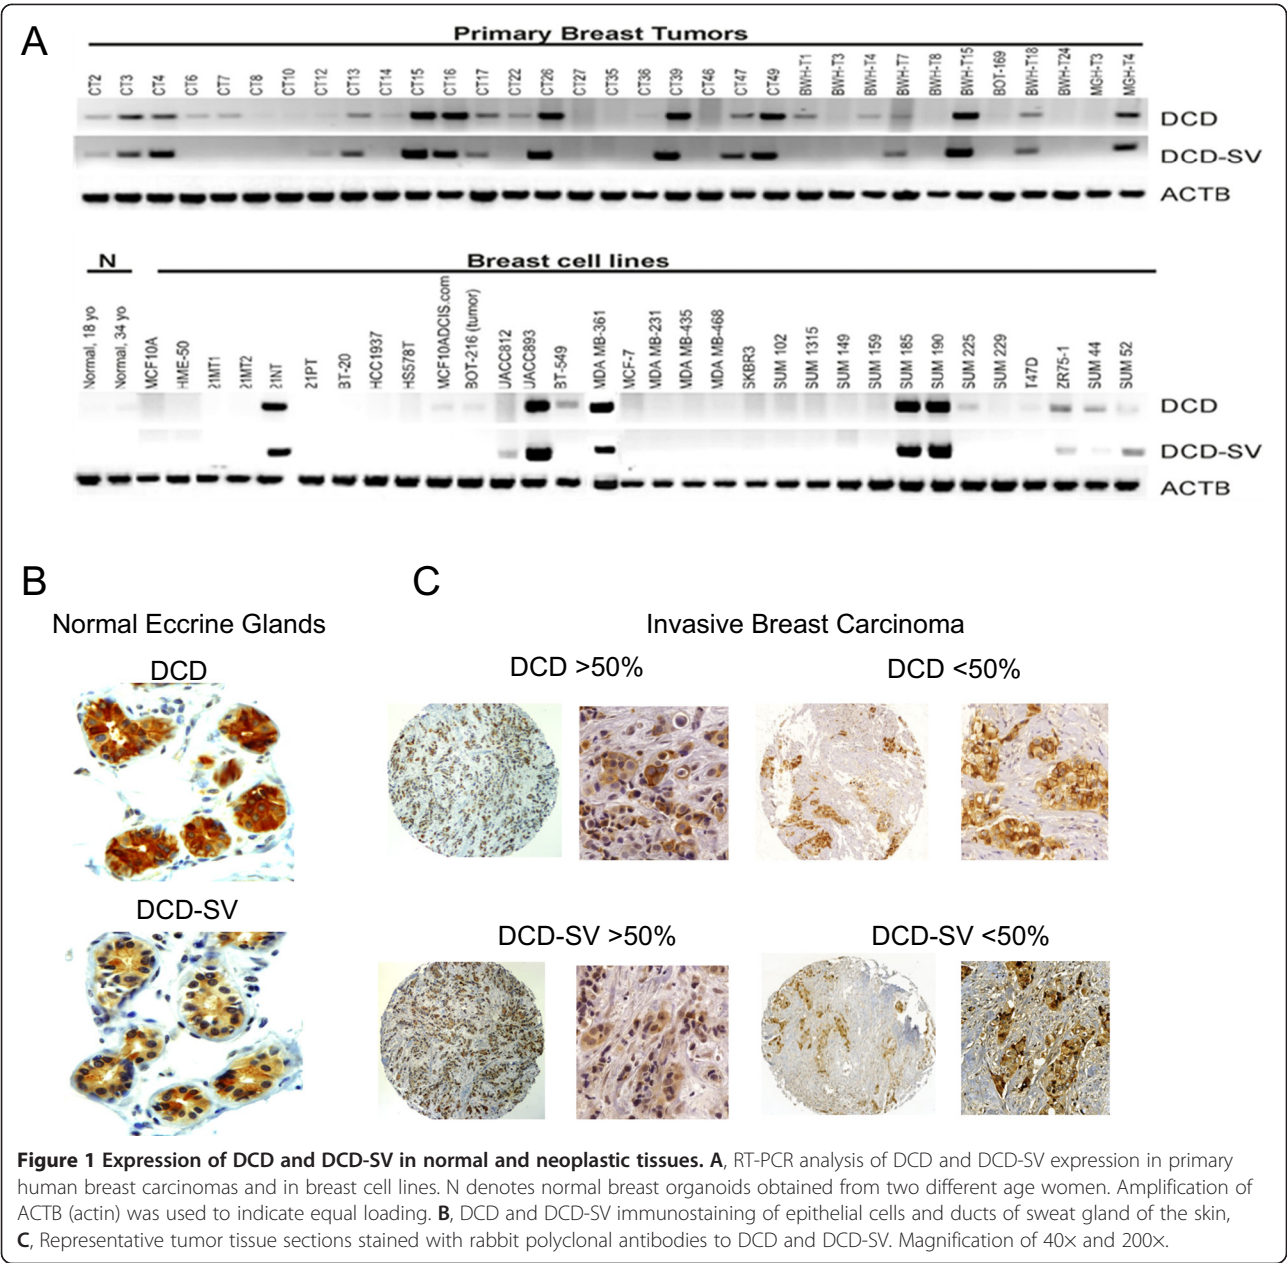 A
Primary Breast Tumors
CT2 CT3 CT4 CT6 CT7 CT8 CT10 CT12 CT13 CT14 CT15 CT16 CT17 CT22 CT26 CT27 CT35 CT36 CT39 CT46 CT47 CT49 BWH-T1 BWH-T3 BWH-T4 BWH-T7 BWH-T8 BWH-T15 BOT-169 BWH-T18 BWH-T24 MGH-T3 MGH-T4
DCD
DCD-SV
ACTB
N
Breast cell lines
Normal, 18 yo Normal, 34 yo MCF10A HME-50 21MT1 21MT2 21NT 21PT BT-20 HCC1937 HS578T MCF10ADCIS.com BOT-216 (tumor) UACC812 UACC893 BT-549 MDA MB-361 MCF-7 MDA MB-231 MDA MB-435 MDA MB-468 SKBR3 SUM 102 SUM 1315 SUM 149 SUM 159 SUM 185 SUM 190 SUM 225 SUM 229 T47D ZR75-1 SUM 44 SUM 52
DCD
DCD-SV
ACTB
B
Normal Eccrine Glands
DCD
DCD-SV
C
Invasive Breast Carcinoma
DCD >50%
DCD <50%
DCD-SV >50%
DCD-SV <50%
Figure 1 Expression of DCD and DCD-SV in normal and neoplastic tissues. A, RT-PCR analysis of DCD and DCD-SV expression in primary
human breast carcinomas and in breast cell lines. N denotes normal breast organoids obtained from two different age women. Amplification of
ACTB (actin) was used to indicate equal loading. B, DCD and DCD-SV immunostaining of epithelial cells and ducts of sweat gland of the skin,
C, Representative tumor tissue sections stained with rabbit polyclonal antibodies to DCD and DCD-SV. Magnification of 40× and 200×.